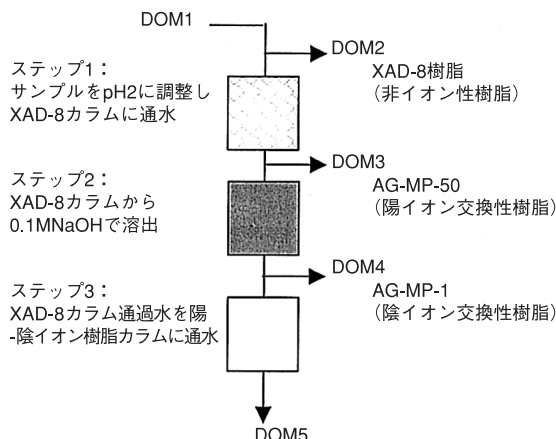 DOM1
DOM2
ステップ1：
サンプルをpH2に調整し
XAD-8カラムに通水
XAD-8樹脂
（非イオン性樹脂）
DOM3
ステップ2：
XAD-8カラムから
0.1MNaOHで溶出
AG-MP-50
（陽イオン交換性樹脂）
DOM4
ステップ3：
XAD-8カラム通過水を陽
-陰イオン樹脂カラムに通水
AG-MP-1
（陰イオン交換性樹脂）
DOM5